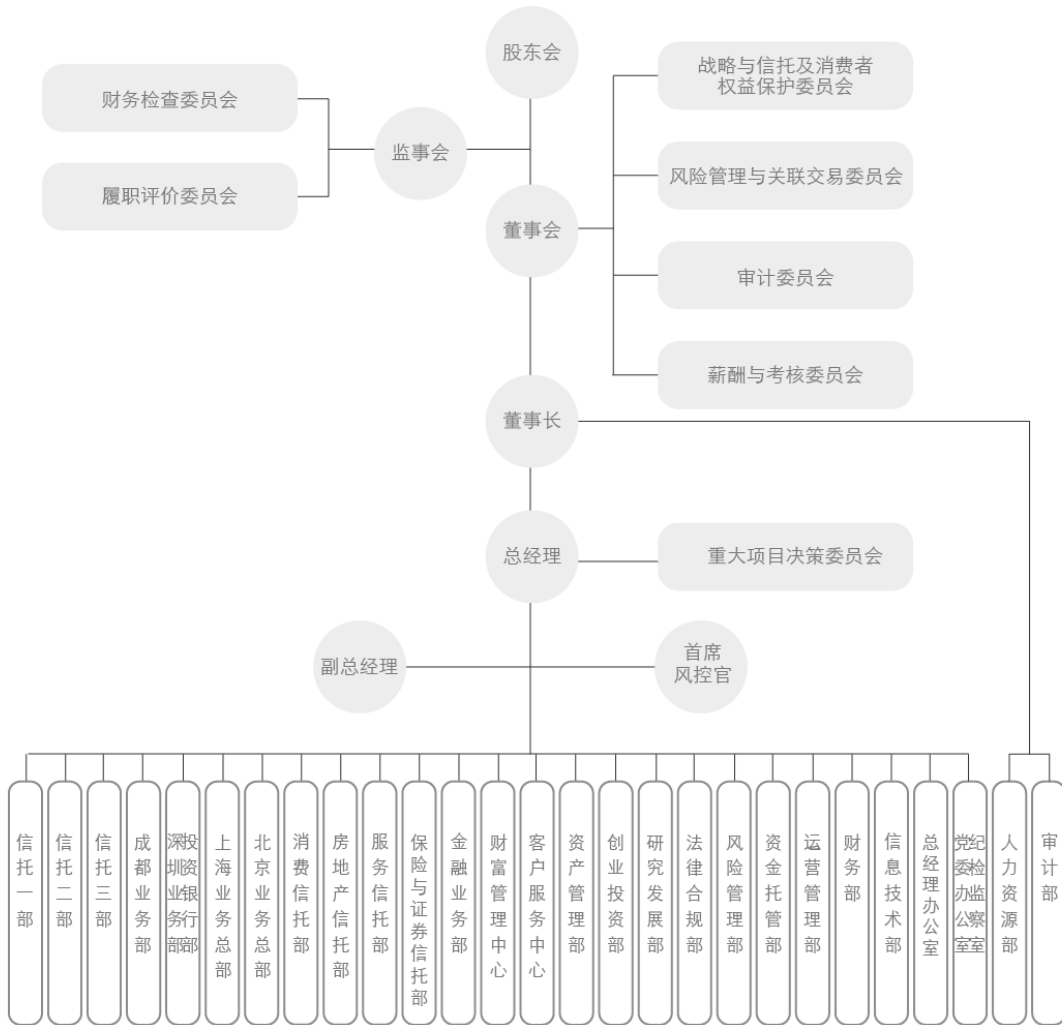 股东会
战略与信托及消费者
权益保护委员会
财务检查委员会
监事会
风险管理与关联交易委员会
履职评价委员会
董事会
审计委员会
薪酬与考核委员会
董事长
总经理
重大项目决策委员会
副总经理
首席
风控官
信托一部
信托二部
信托三部
成都业务部
深圳业务部
投资银行部
上海业务总部
北京业务总部
消费信托部
房地产信托部
服务信托部
保险与证券信托部
金融业务部
财富管理中心
客户服务中心
资产管理部
创业投资部
研究发展部
法律合规部
风险管理部
资金托管部
运营管理部
财务部
信息技术部
总经理办公室
党委办公室
纪检监察室
人力资源部
审计部